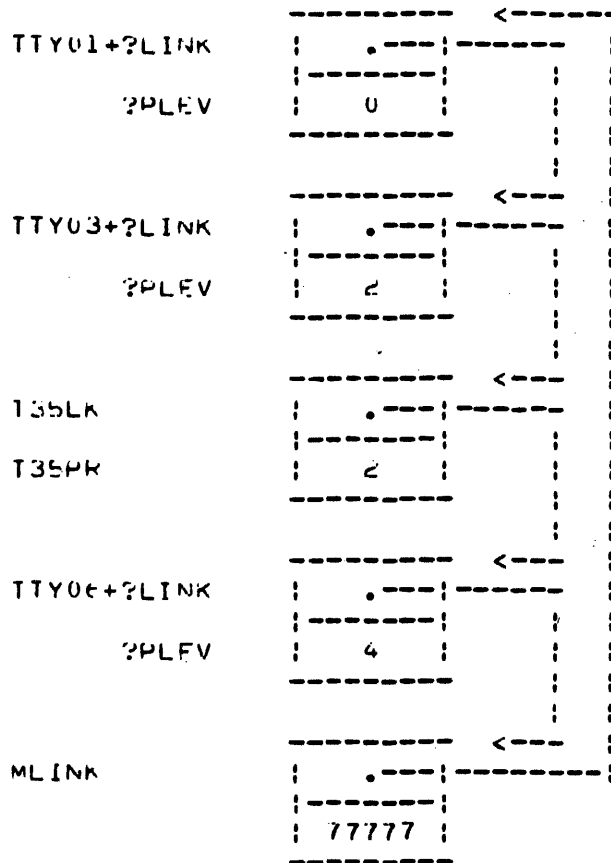 TTY01+?LINK
?PLEV 0
TTY03+?LINK
?PLEV 2
T35LK
T35PR 2
TTY06+?LINK
?PLEV 4
MLINK
77777